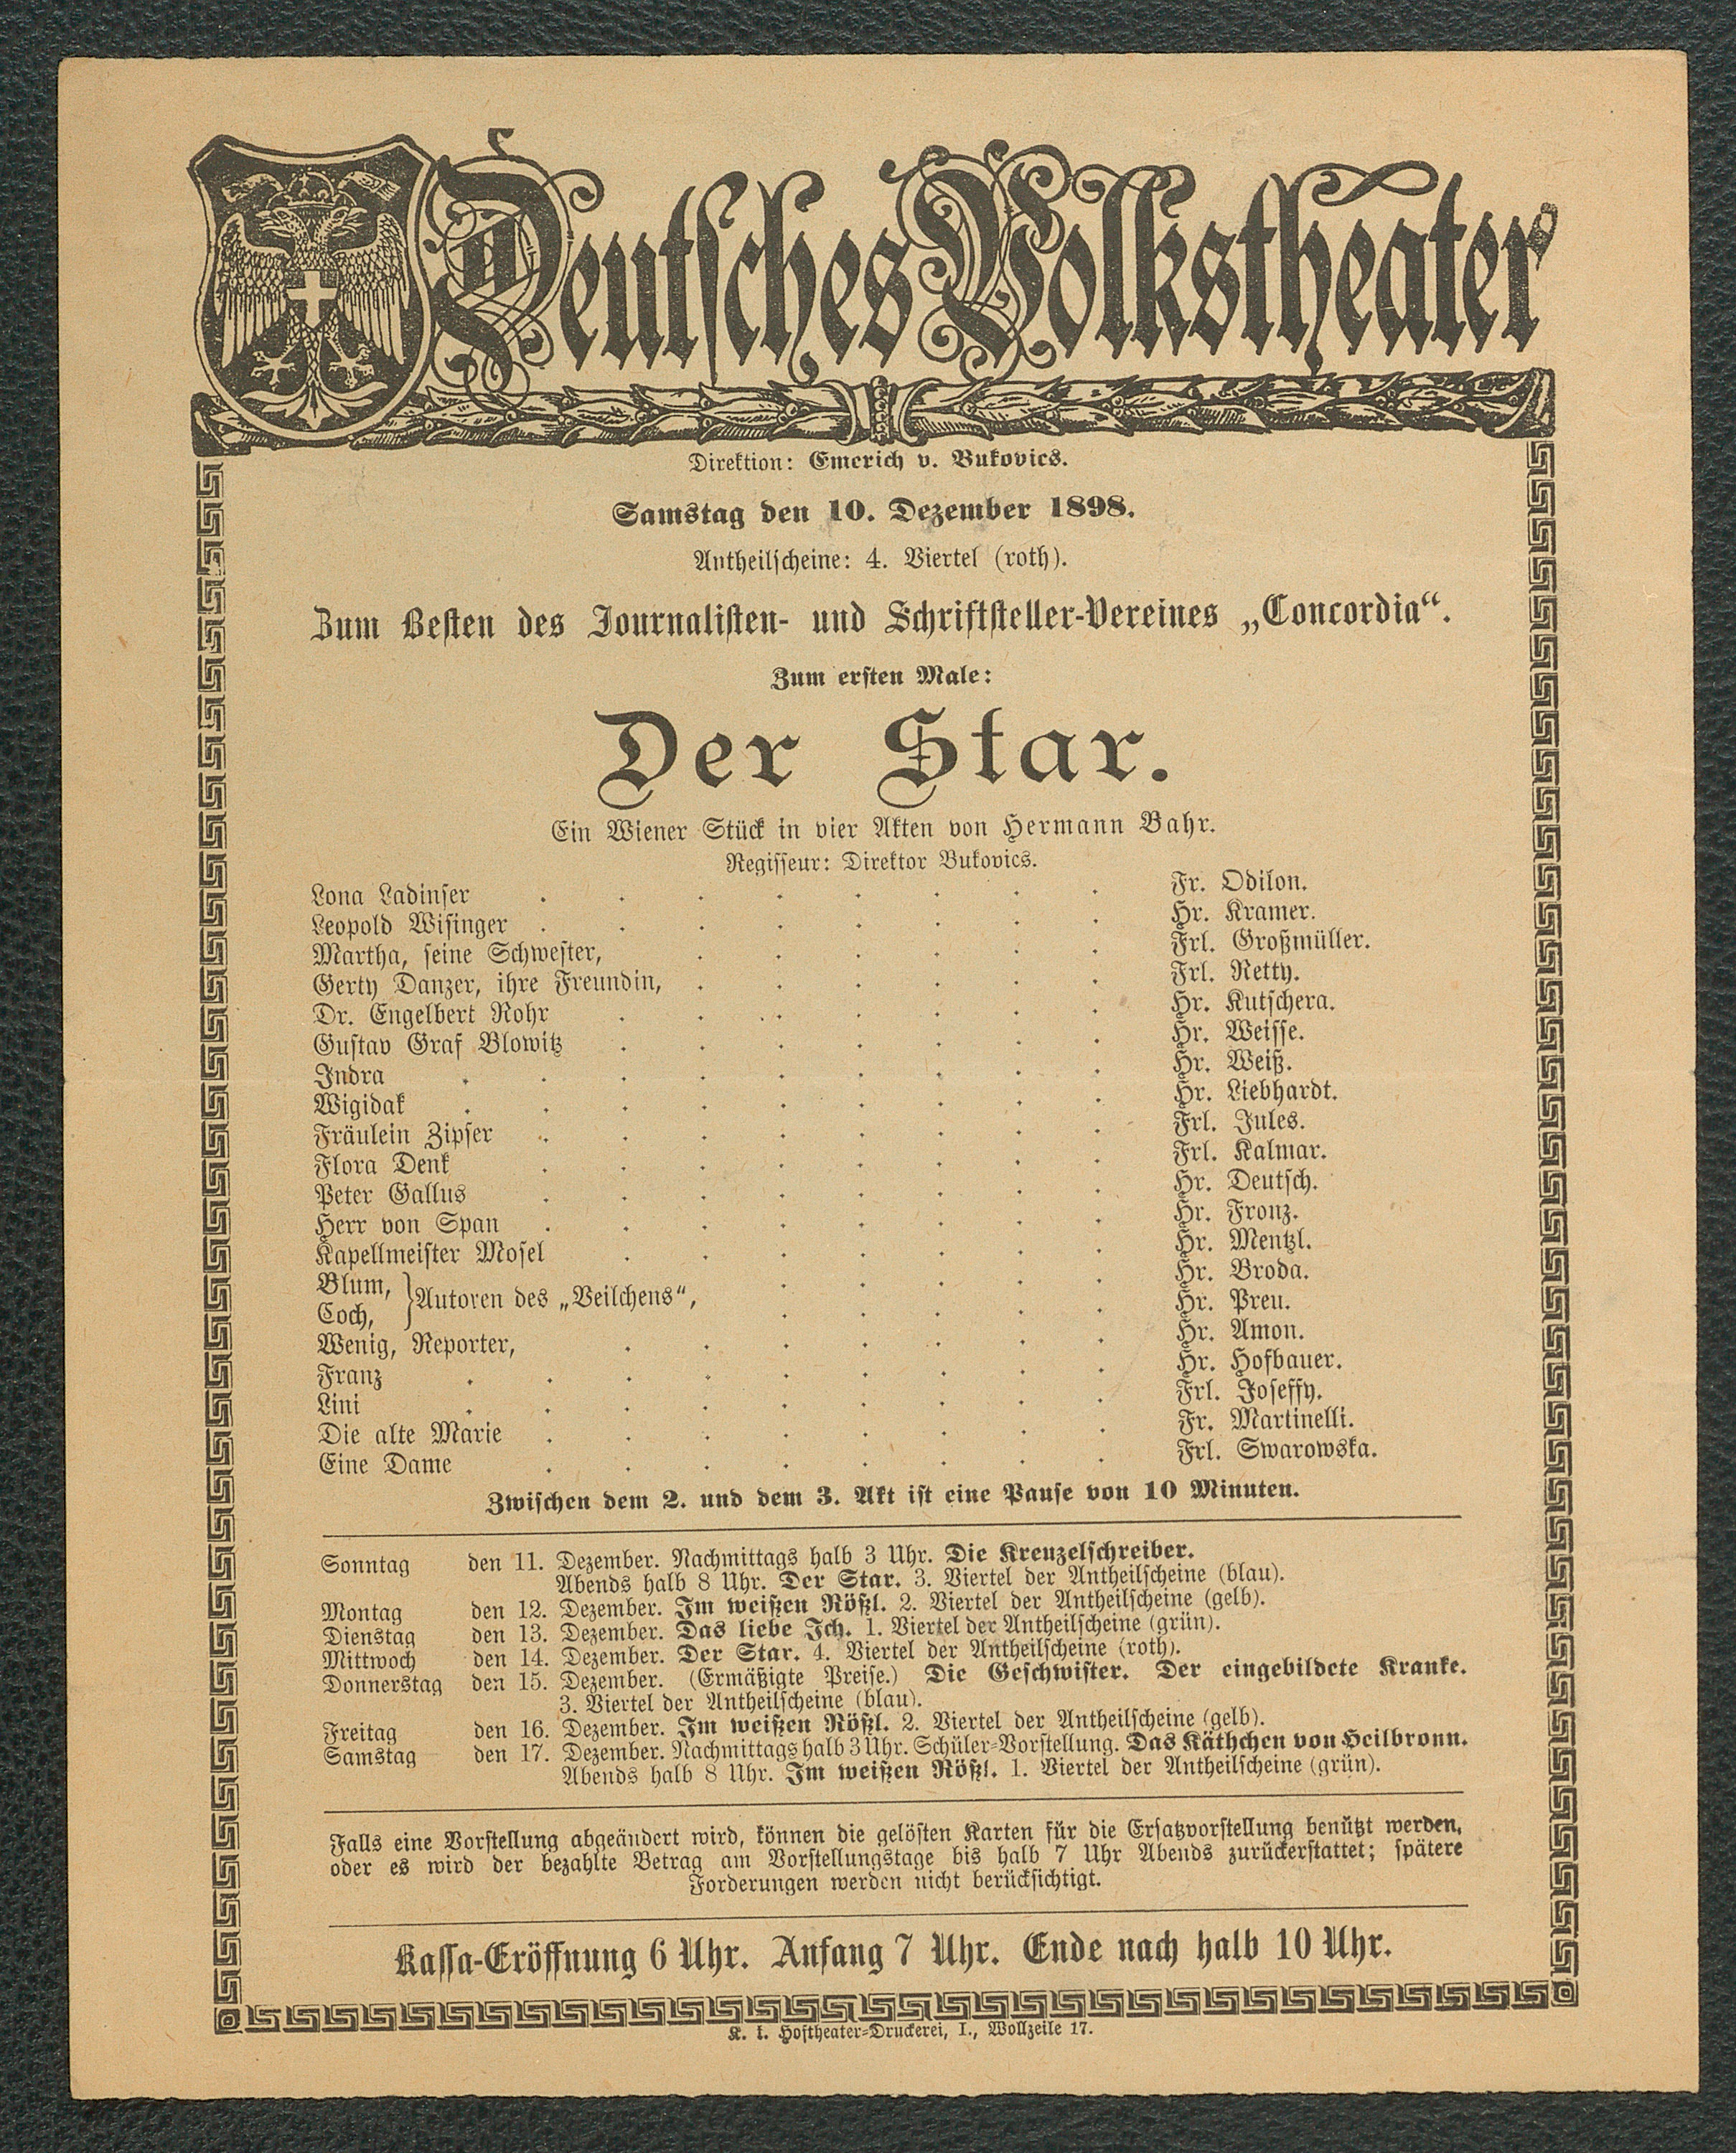 Deutsches Volkstheater
Direktion: Emerich v. Bukovics.
Samstag den 10. Dezember 1898.
Antheilscheine: 4. Viertel (roth).
Zum Besten des Journalisten- und Schriftsteller-Vereines „Concordia“.
Zum ersten Male:
Der Star.
Ein Wiener Stück in vier Akten von Hermann Bahr.
Regisseur: Direktor Bukovics.
Lona Ladinser . . . . . . . . Fr. Odilon.
Leopold Wisinger . . . . . . . . Hr. Kramer.
Martha, seine Schwester, . . . . . . Frl. Großmüller.
Gerty Danzer, ihre Freundin, . . . . . . Frl. Retty.
Dr. Engelbert Rohr . . . . . . . Hr. Kutschera.
Gustav Graf Blowitz . . . . . . . Hr. Weisse.
Indra . . . . . . . . . Hr. Weiß.
Wigidak . . . . . . . . . Hr. Liebhardt.
Fräulein Zipser . . . . . . . . Frl. Jules.
Flora Denk . . . . . . . . Frl. Kalmar.
Peter Gallus . . . . . . . . Hr. Deutsch.
Herr von Span . . . . . . . . Hr. Fronz.
Kapellmeister Mosel . . . . . . . Hr. Mentzl.
Blum, } Autoren des „Veilchens“, . . . . . Hr. Broda.
Coch, . . . . . Hr. Preu.
Wenig, Reporter, . . . . . . . Hr. Amon.
Franz . . . . . . . . . Hr. Hofbauer.
Lini . . . . . . . . . Frl. Joseffy.
Die alte Marie . . . . . . . . Fr. Martinelli.
Eine Dame . . . . . . . . Frl. Swarowska.
Zwischen dem 2. und dem 3. Akt ist eine Pause von 10 Minuten.
Sonntag den 11. Dezember. Nachmittags halb 3 Uhr. Die Kreuzelschreiber.
Abends halb 8 Uhr. Der Star. 3. Viertel der Antheilscheine (blau).
Montag den 12. Dezember. Im weißen Rößl. 2. Viertel der Antheilscheine (gelb).
Dienstag den 13. Dezember. Das liebe Ich. 1. Viertel der Antheilscheine (grün).
Mittwoch den 14. Dezember. Der Star. 4. Viertel der Antheilscheine (roth).
Donnerstag den 15. Dezember. (Ermäßigte Preise.) Die Geschwister. Der eingebildete Kranke.
3. Viertel der Antheilscheine (blau).
Freitag den 16. Dezember. Im weißen Rößl. 2. Viertel der Antheilscheine (gelb).
Samstag den 17. Dezember. Nachmittags halb 3 Uhr. Schüler-Vorstellung. Das Käthchen von Heilbronn.
Abends halb 8 Uhr. Im weißen Rößl. 1. Viertel der Antheilscheine (grün).
Falls eine Vorstellung abgeändert wird, können die gelösten Karten für die Ersatzvorstellung benützt werden,
oder es wird der bezahlte Betrag am Vorstellungstage bis halb 7 Uhr Abends zurückerstattet; spätere
Forderungen werden nicht berücksichtigt.
Kassa-Eröffnung 6 Uhr. Anfang 7 Uhr. Ende nach halb 10 Uhr.
K. k. Hoftheater-Druckerei, I., Wollzeile 17.